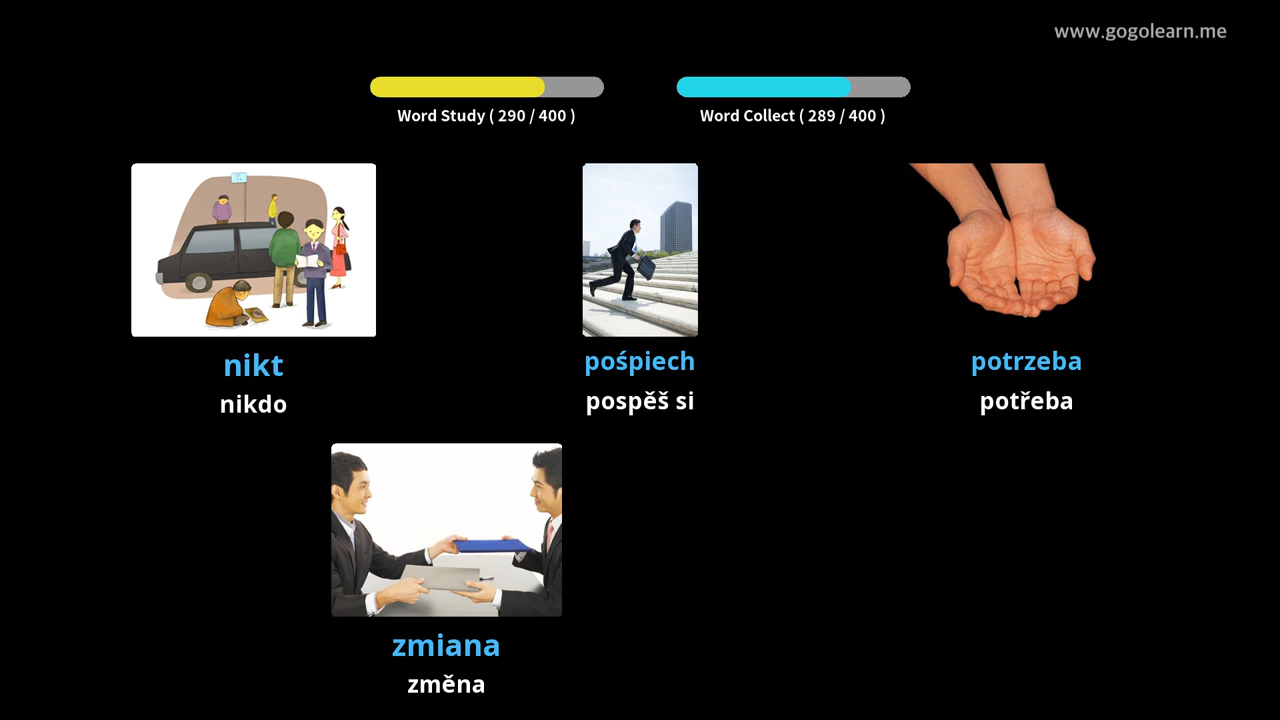 www.gogolearn.me
Word Study ( 290 / 400 )
Word Collect ( 289 / 400 )
nikt
nikdo
pośpiech
pospěš si
potrzeba
potřeba
zmiana
změna